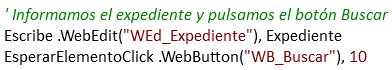 ' Informamos el expediente y pulsamos el botón Buscar
Escribe .WebEdit("WEd_Expediente"), Expediente
EsperarElementoClick .WebButton("WB_Buscar"), 10